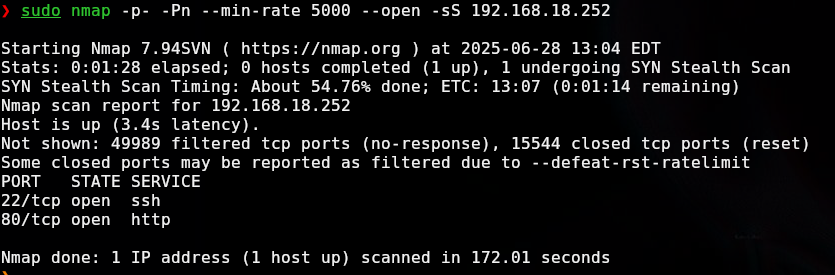 ❯ sudo nmap -p- -Pn --min-rate 5000 --open -sS 192.168.18.252
Starting Nmap 7.94SVN ( https://nmap.org ) at 2025-06-28 13:04 EDT
Stats: 0:01:28 elapsed; 0 hosts completed (1 up), 1 undergoing SYN Stealth Scan
SYN Stealth Scan Timing: About 54.76% done; ETC: 13:07 (0:01:14 remaining)
Nmap scan report for 192.168.18.252
Host is up (3.4s latency).
Not shown: 49989 filtered tcp ports (no-response), 15544 closed tcp ports (reset)
Some closed ports may be reported as filtered due to --defeat-rst-ratelimit
PORT   STATE SERVICE
22/tcp open  ssh
80/tcp open  http
Nmap done: 1 IP address (1 host up) scanned in 172.01 seconds